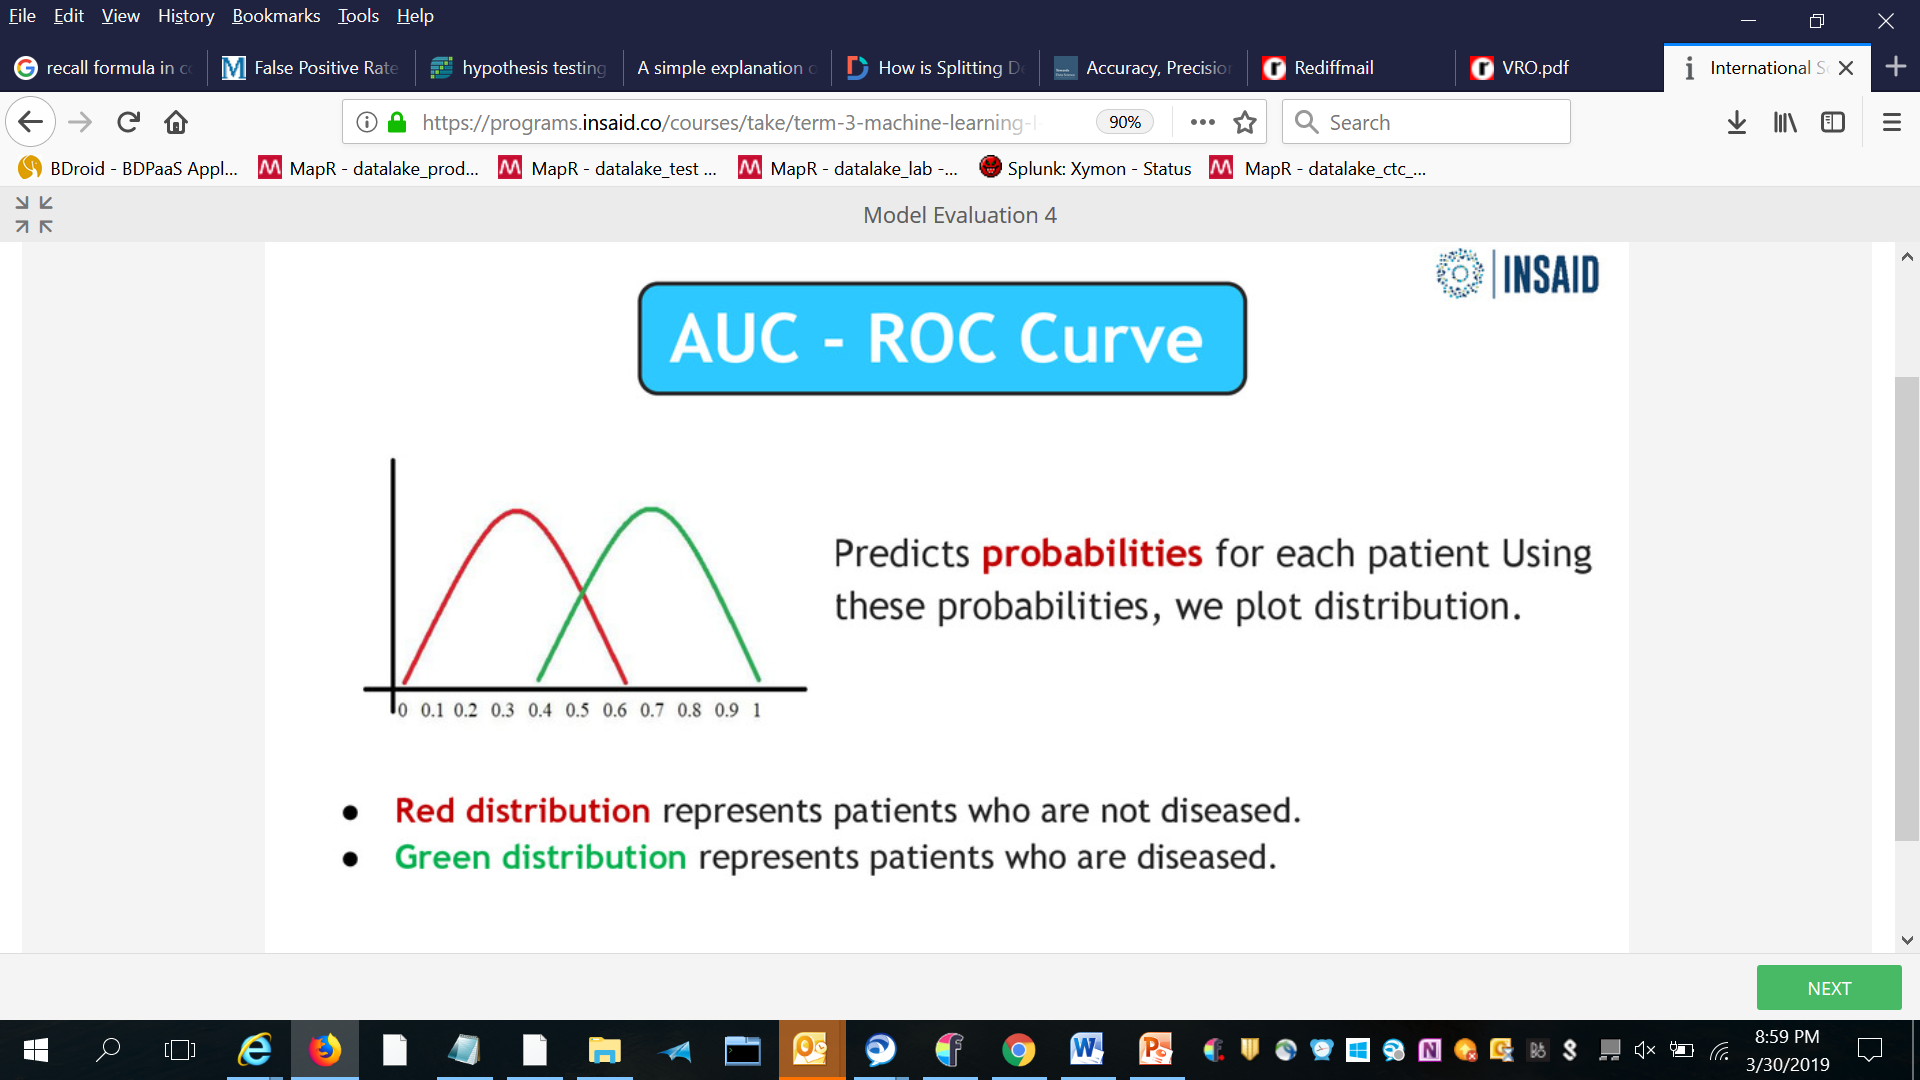 File Edit View History Bookmarks Tools Help
recall formula in co
False Positive Rate
hypothesis testing
A simple explanation o
How is Splitting De
Accuracy, Precision
Rediffmail
VRO.pdf
International S
https://programs.insaid.co/courses/take/term-3-machine-learning-l
90%
Search
BDroid - BDPaaS Appl...
MapR - datalake_prod...
MapR - datalake_test ...
MapR - datalake_lab -...
Splunk: Xymon - Status
MapR - datalake_ctc_...
Model Evaluation 4
INSAID
AUC - ROC Curve
Predicts probabilities for each patient Using
these probabilities, we plot distribution.
0 0.1 0.2 0.3 0.4 0.5 0.6 0.7 0.8 0.9 1
● Red distribution represents patients who are not diseased.
● Green distribution represents patients who are diseased.
NEXT
8:59 PM
3/30/2019